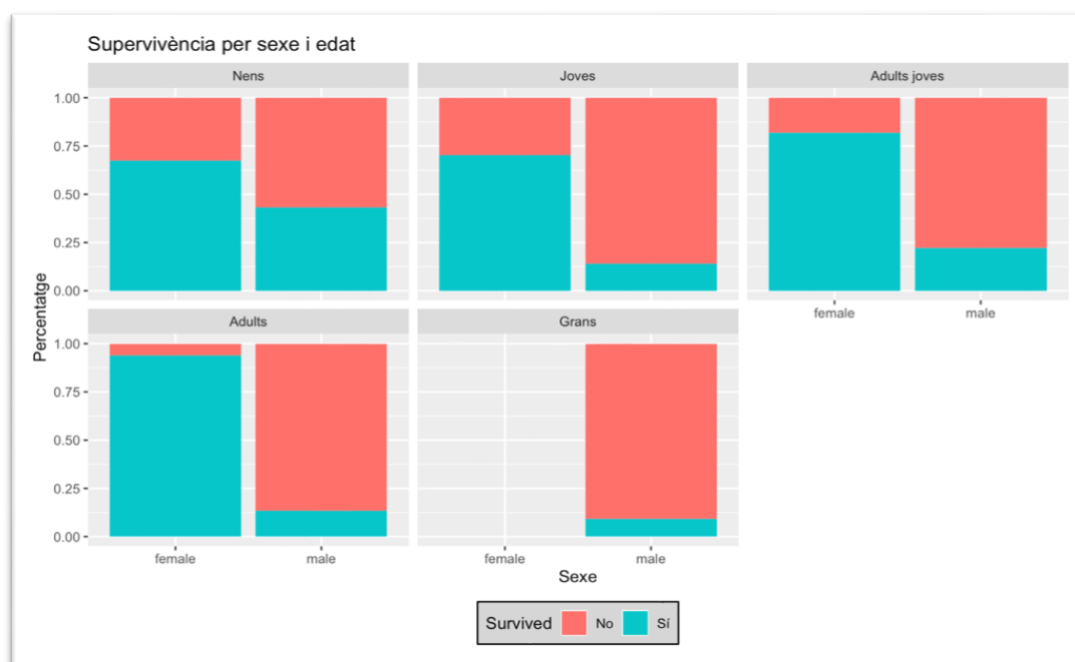 Supervivència per sexe i edat
Nens
Joves
Adults joves
1.00
0.75
0.50
0.25
0.00
female
male
Percentatge
Adults
Grans
1.00
0.75
0.50
0.25
0.00
female
male
female
male
Sexe
Survived No Sí